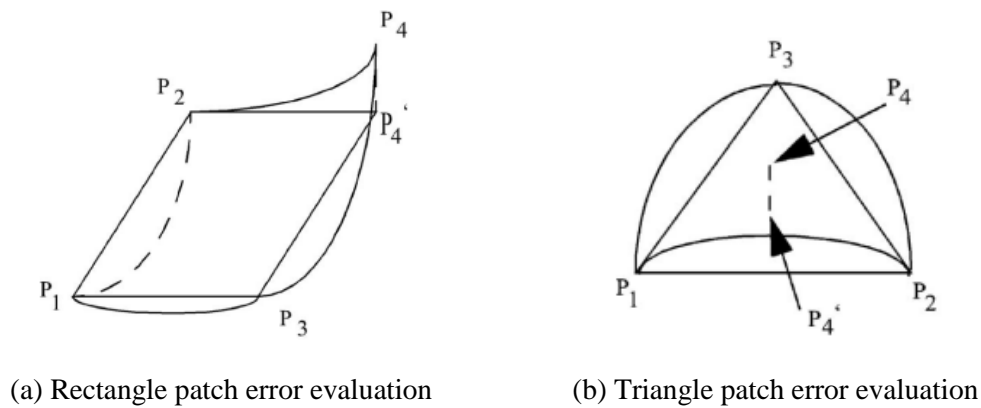 P4
P2
P4‘
P1
P3
P3
P4
P1
P2
P4‘
(a) Rectangle patch error evaluation
(b) Triangle patch error evaluation